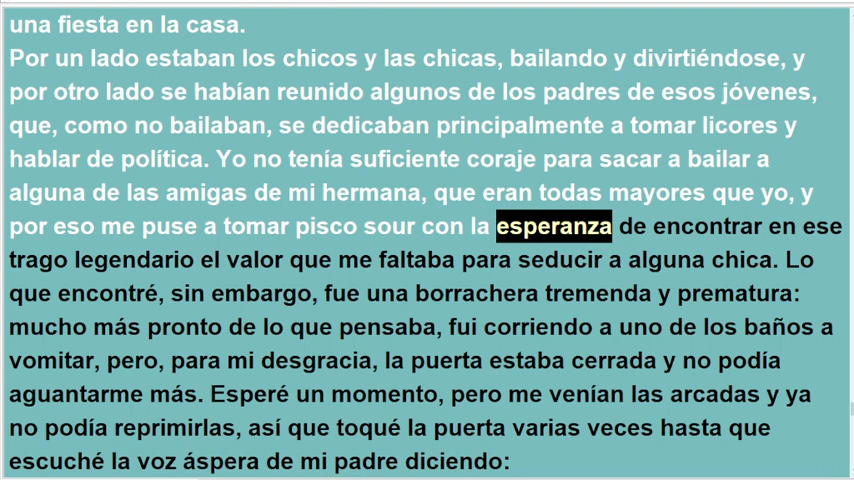 una fiesta en la casa.
Por un lado estaban los chicos y las chicas, bailando y divirtiéndose, y
por otro lado se habían reunido algunos de los padres de esos jóvenes,
que, como no bailaban, se dedicaban principalmente a tomar licores y
hablar de política. Yo no tenía suficiente coraje para sacar a bailar a
alguna de las amigas de mi hermana, que eran todas mayores que yo, y
por eso me puse a tomar pisco sour con la esperanza de encontrar en ese
trago legendario el valor que me faltaba para seducir a alguna chica. Lo
que encontré, sin embargo, fue una borrachera tremenda y prematura:
mucho más pronto de lo que pensaba, fui corriendo a uno de los baños a
vomitar, pero, para mi desgracia, la puerta estaba cerrada y no podía
aguantarme más. Esperé un momento, pero me venían las arcadas y ya
no podía reprimirlas, así que toqué la puerta varias veces hasta que
escuché la voz áspera de mi padre diciendo: